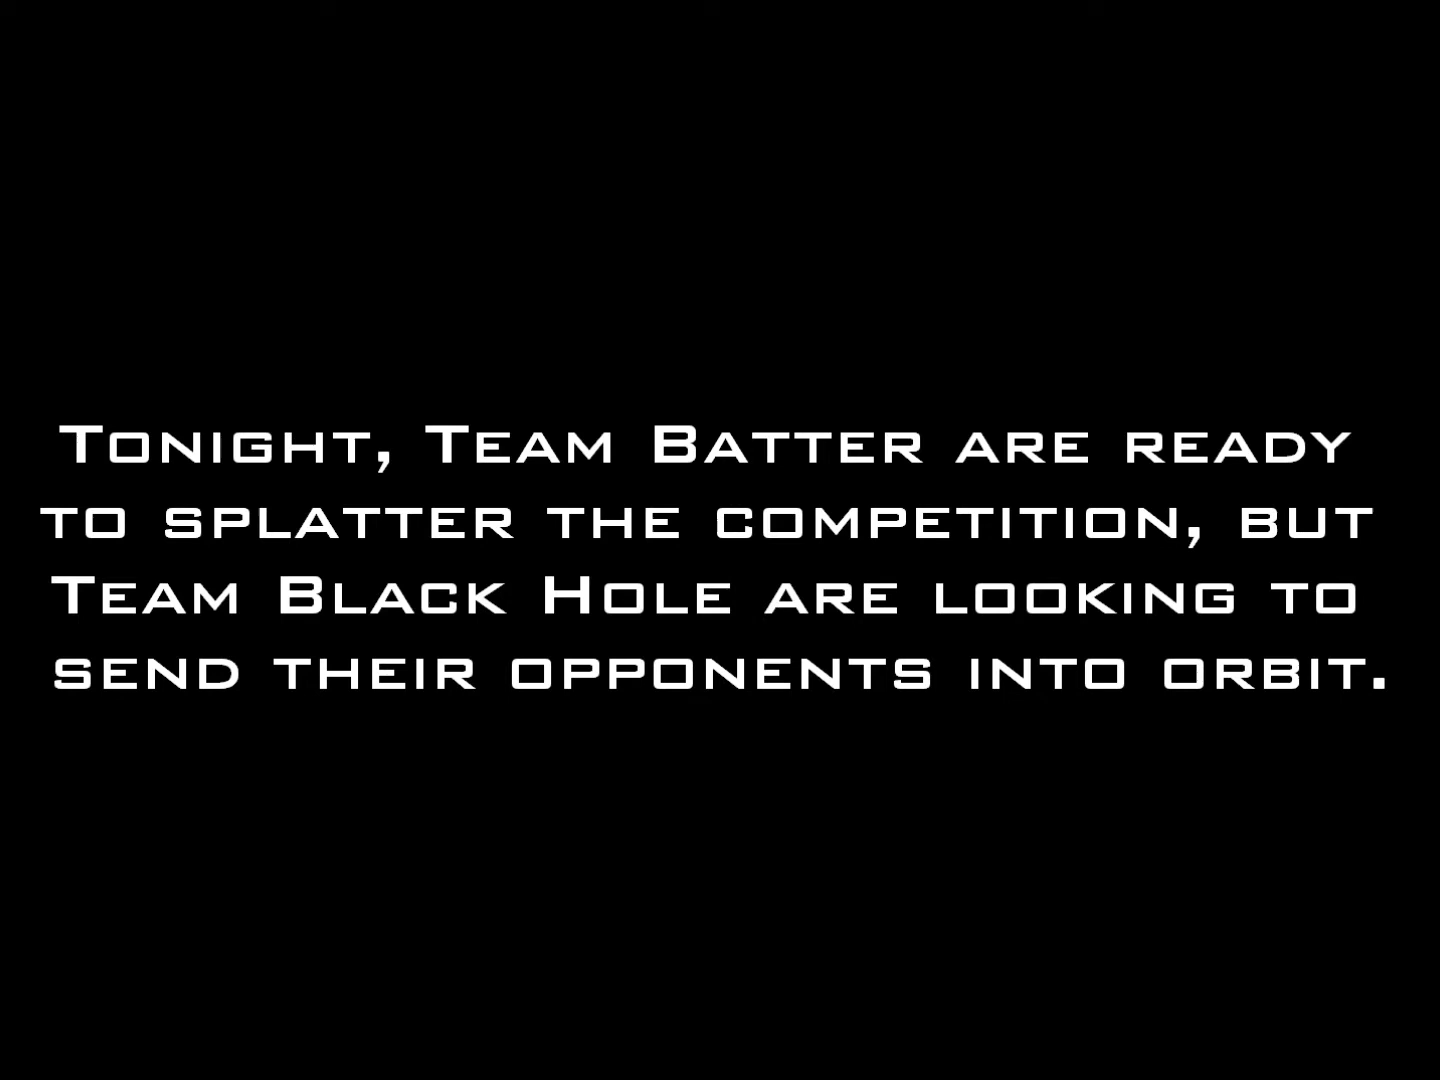 Tonight, Team Batter are ready
to splatter the competition, but
Team Black Hole are looking to
send their opponents into orbit.